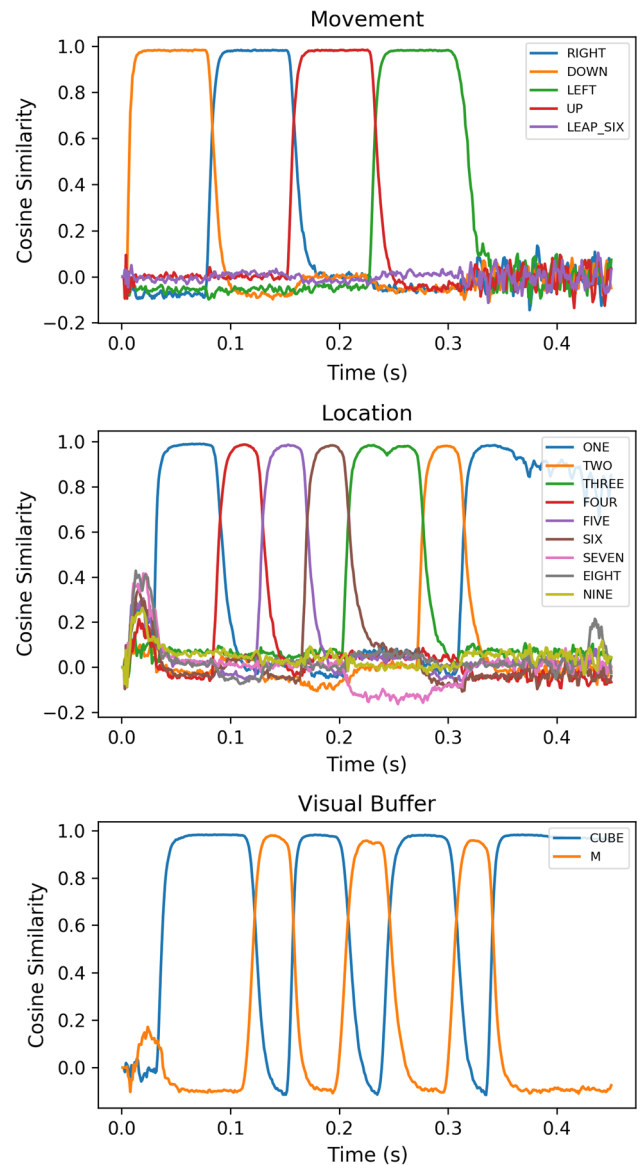 Movement
Cosine Similarity
1.0
0.8
0.6
0.4
0.2
0.0
−0.2
RIGHT
DOWN
LEFT
UP
LEAP_SIX
0.0 0.1 0.2 0.3 0.4
Time (s)
Location
Cosine Similarity
1.0
0.8
0.6
0.4
0.2
0.0
−0.2
ONE
TWO
THREE
FOUR
FIVE
SIX
SEVEN
EIGHT
NINE
0.0 0.1 0.2 0.3 0.4
Time (s)
Visual Buffer
Cosine Similarity
1.0
0.8
0.6
0.4
0.2
0.0
CUBE
M
0.0 0.1 0.2 0.3 0.4
Time (s)